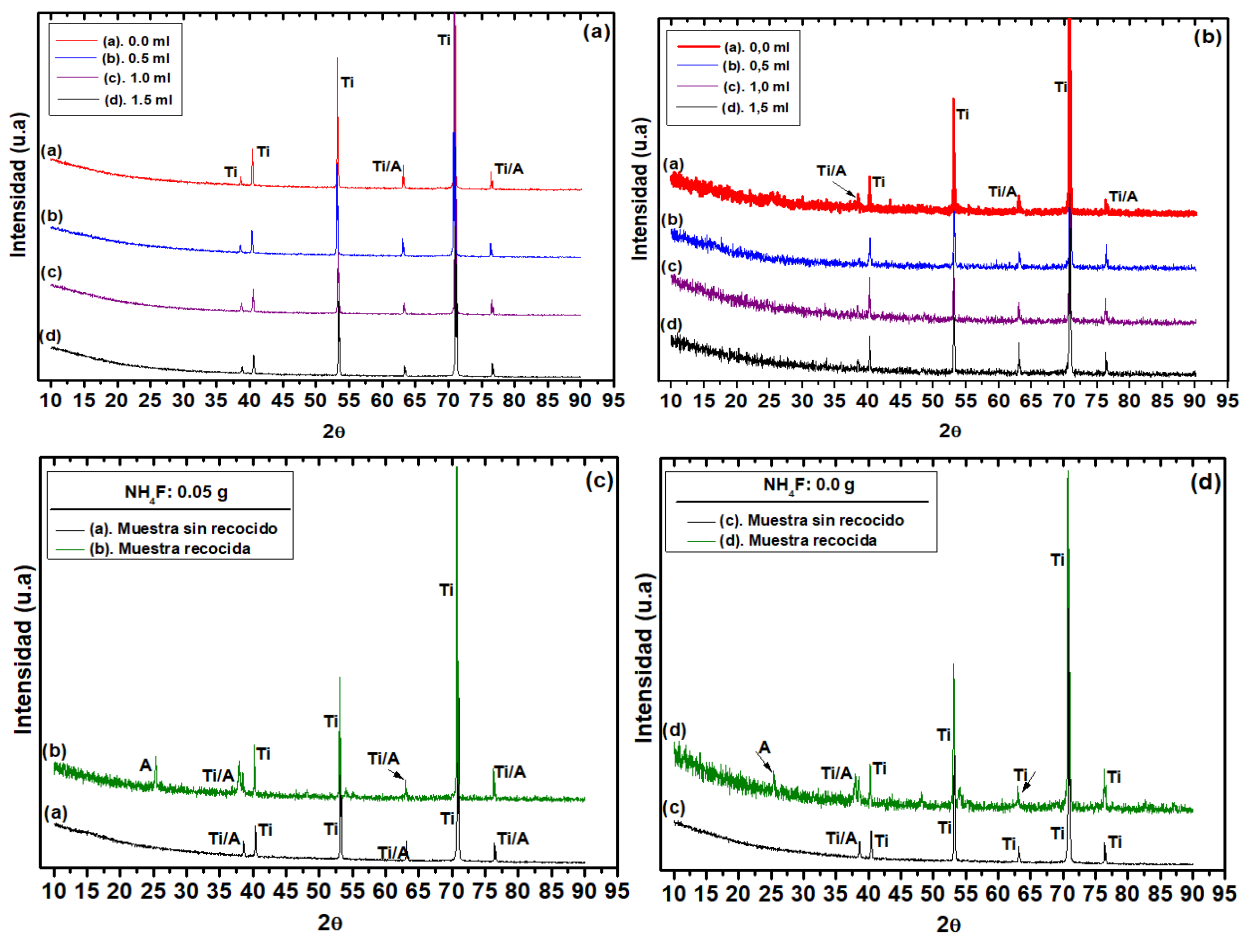 (a)
(a). 0.0 ml
(b). 0.5 ml
(c). 1.0 ml
(d). 1.5 ml
Ti
Ti
(a)
Ti
Ti
Ti/A
Ti/A
(b)
(c)
(d)
Intensidad (u.a)
10 15 20 25 30 35 40 45 50 55 60 65 70 75 80 85 90 95
2θ
(b)
(a). 0,0 ml
(b). 0,5 ml
(c). 1,0 ml
(d). 1,5 ml
Ti
Ti
(a)
Ti/A
Ti
Ti/A
Ti/A
(b)
(c)
(d)
Intensidad (u.a)
10 15 20 25 30 35 40 45 50 55 60 65 70 75 80 85 90 95
2θ
(c)
NH4F: 0.05 g
(a). Muestra sin recocido
(b). Muestra recocida
Ti
Ti
(b)
A
Ti/A
Ti
Ti/A
Ti/A
(a)
Ti/A
Ti
Ti
Ti/A
Ti
Ti/A
Intensidad (u.a)
10 15 20 25 30 35 40 45 50 55 60 65 70 75 80 85 90 95
2θ
(d)
NH4F: 0.0 g
(c). Muestra sin recocido
(d). Muestra recocida
Ti
Ti
(d)
A
Ti/A
Ti
Ti
Ti
(c)
Ti/A
Ti
Ti
Ti
Ti
Ti
Intensidad (u.a)
10 15 20 25 30 35 40 45 50 55 60 65 70 75 80 85 90 95
2θ